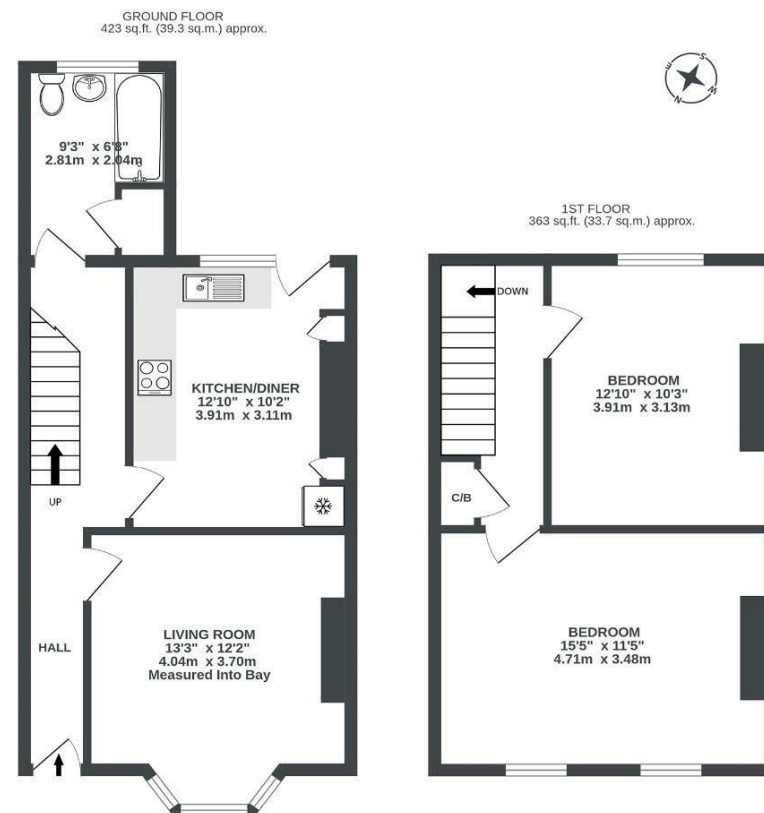 GROUND FLOOR
423 sq.ft. (39.3 sq.m.) approx.
S
E
W
N
9'3" x 6'8"
2.81m x 2.04m
1ST FLOOR
363 sq.ft. (33.7 sq.m.) approx.
DOWN
KITCHEN/DINER
12'10" x 10'2"
3.91m x 3.11m
BEDROOM
12'10" x 10'3"
3.91m x 3.13m
UP
C/B
HALL
LIVING ROOM
13'3" x 12'2"
4.04m x 3.70m
Measured Into Bay
BEDROOM
15'5" x 11'5"
4.71m x 3.48m